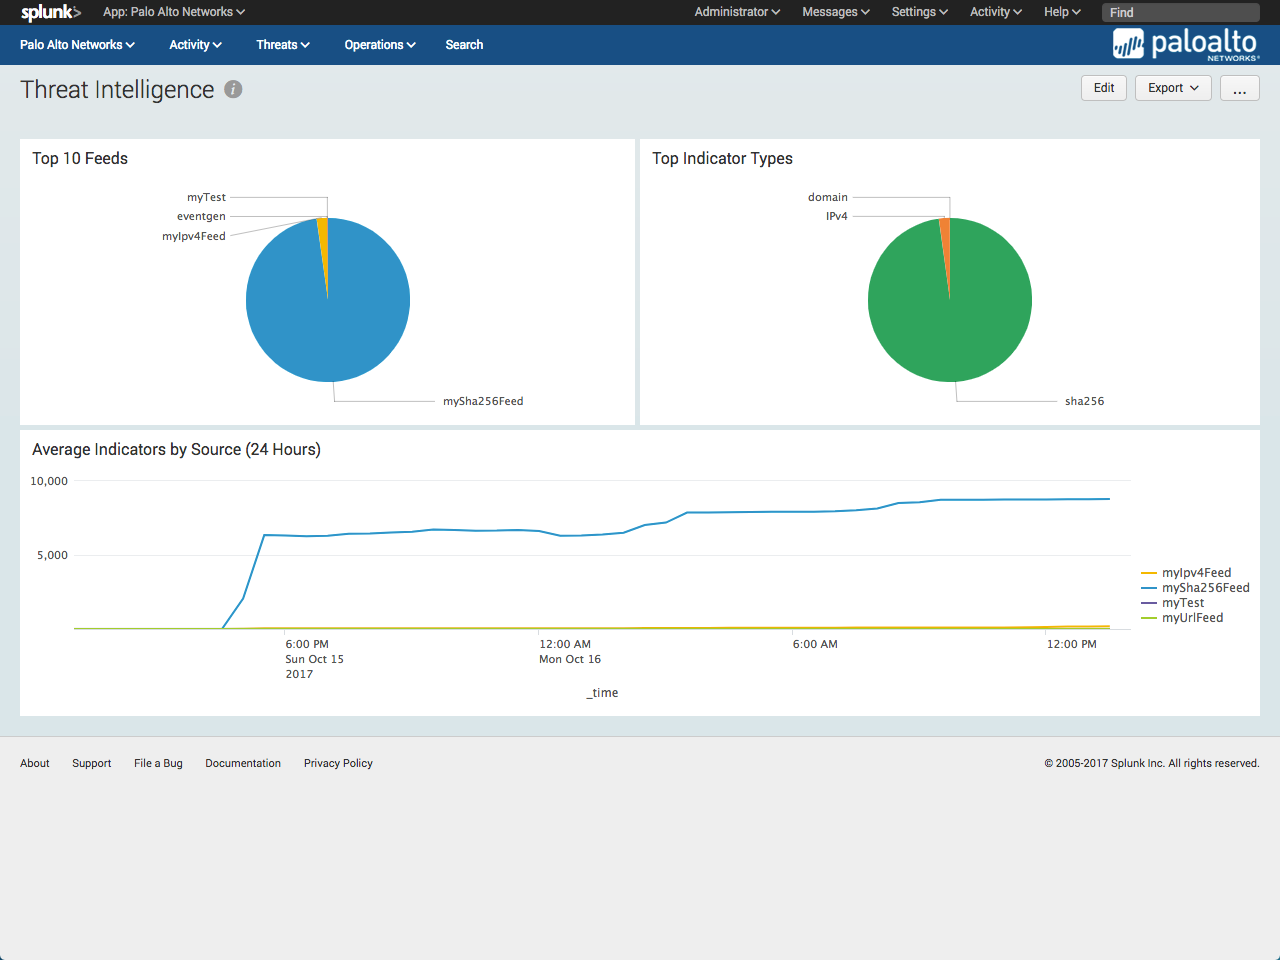 splunk> App: Palo Alto Networks Administrator Messages Settings Activity Help Find
Palo Alto Networks Activity Threats Operations Search paloalto NETWORKS®
Threat Intelligence i Edit Export ...
Top 10 Feeds
myTest
eventgen
myIpv4Feed
mySha256Feed
Top Indicator Types
domain
IPv4
sha256
Average Indicators by Source (24 Hours)
10,000
5,000
myIpv4Feed
mySha256Feed
myTest
myUrlFeed
6:00 PM 12:00 AM 6:00 AM 12:00 PM
Sun Oct 15 Mon Oct 16
2017
_time
About Support File a Bug Documentation Privacy Policy © 2005-2017 Splunk Inc. All rights reserved.